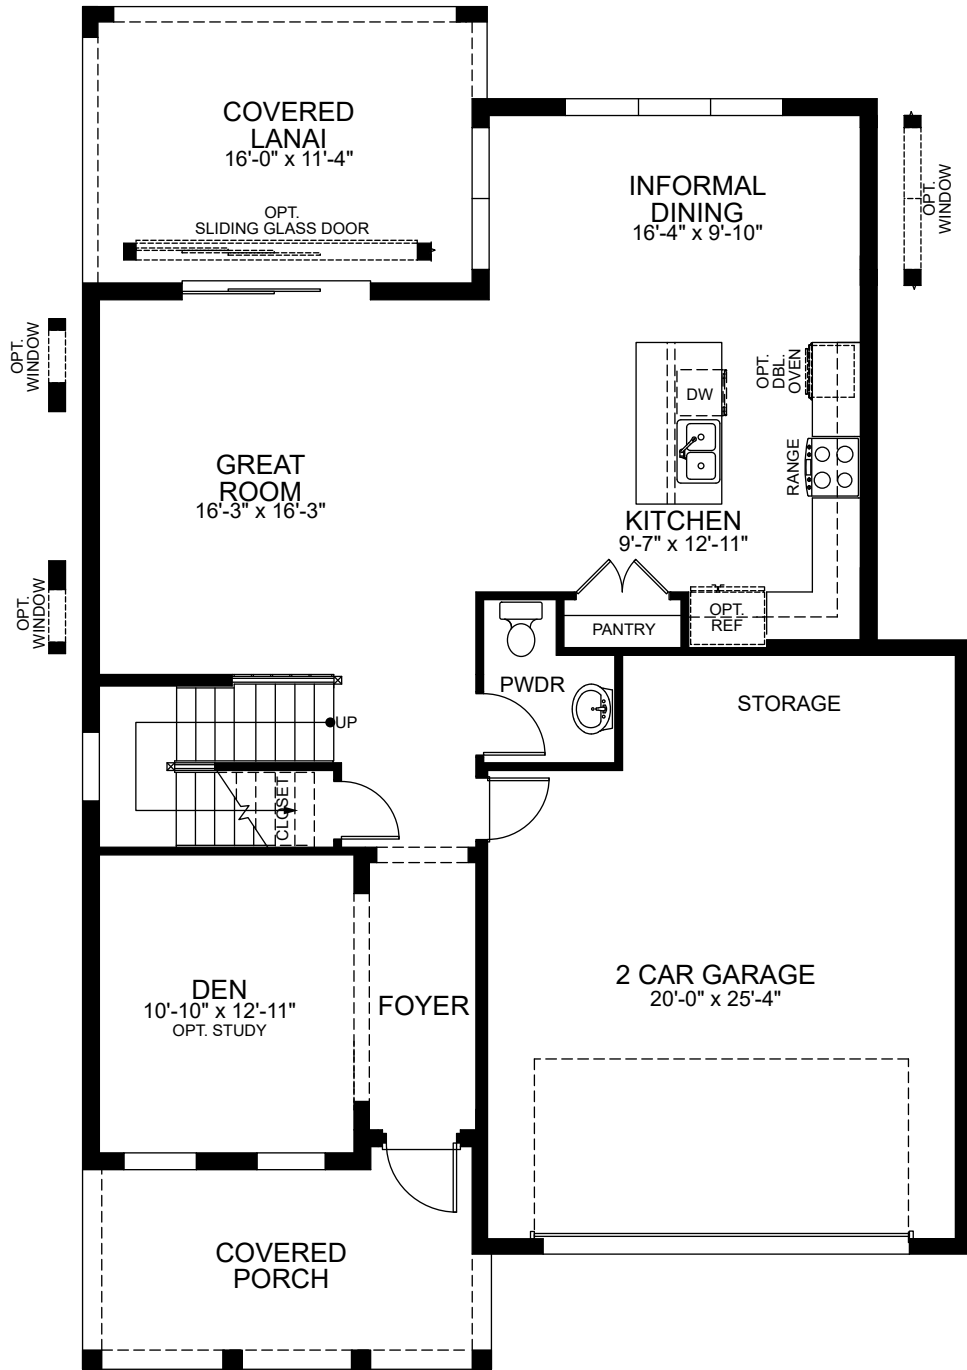 COVERED
LANAI
16'-0" x 11'-4"
OPT.
SLIDING GLASS DOOR
INFORMAL
DINING
16'-4" x 9'-10"
OPT.
WINDOW
OPT.
WINDOW
OPT.
DBL.
OVEN
DW
RANGE
GREAT
ROOM
16'-3" x 16'-3"
KITCHEN
9'-7" x 12'-11"
OPT.
WINDOW
PANTRY
OPT.
REF
PWDR
STORAGE
UP
CLOSET
DEN
10'-10" x 12'-11"
OPT. STUDY
FOYER
2 CAR GARAGE
20'-0" x 25'-4"
COVERED
PORCH